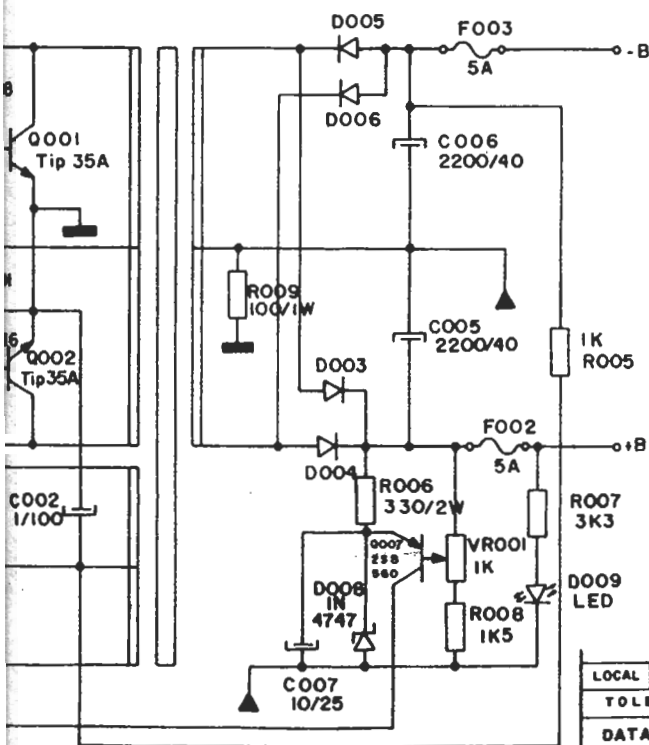 D005
F003
5A
-B
D006
Q001
Tip 35A
C006
2200/40
R009
100/1W
C005
2200/40
1K
R005
Q002
Tip35A
D003
F002
5A
+B
D004
C002
1/100
R006
330/2W
R007
3K3
Q007
2SB
560
VR001
1K
D008
1N
4747
D009
LED
R008
1K5
C007
10/25
LOCAL
TOLE
DATA